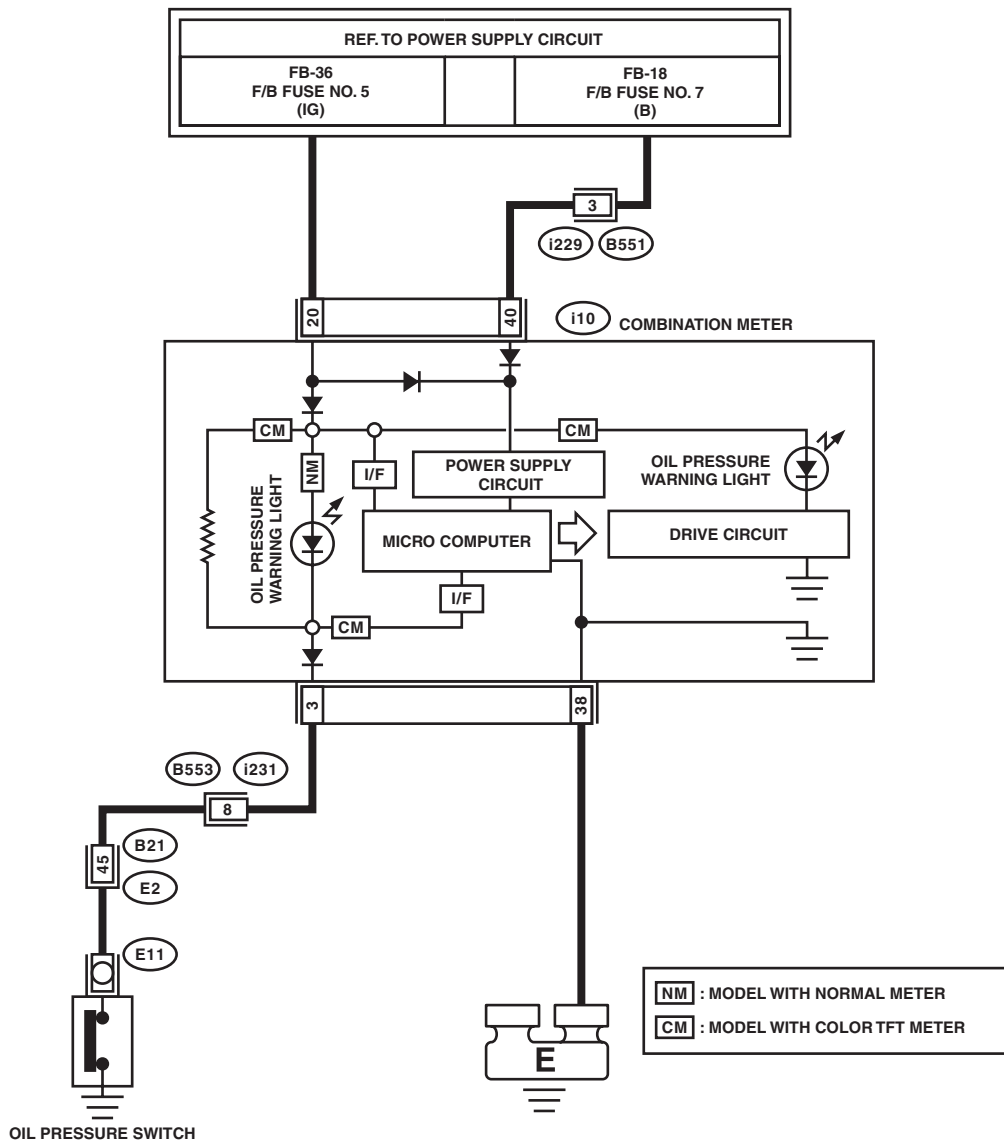 REF. TO POWER SUPPLY CIRCUIT
FB-36
F/B FUSE NO. 5
(IG)
FB-18
F/B FUSE NO. 7
(B)
3
i229
B551
20
40
i10
COMBINATION METER
CM
CM
NM
I/F
POWER SUPPLY
CIRCUIT
OIL PRESSURE
WARNING LIGHT
OIL PRESSURE
WARNING LIGHT
MICRO COMPUTER
DRIVE CIRCUIT
I/F
CM
3
38
B553
i231
8
B21
45
E2
E11
NM : MODEL WITH NORMAL METER
CM : MODEL WITH COLOR TFT METER
E
OIL PRESSURE SWITCH